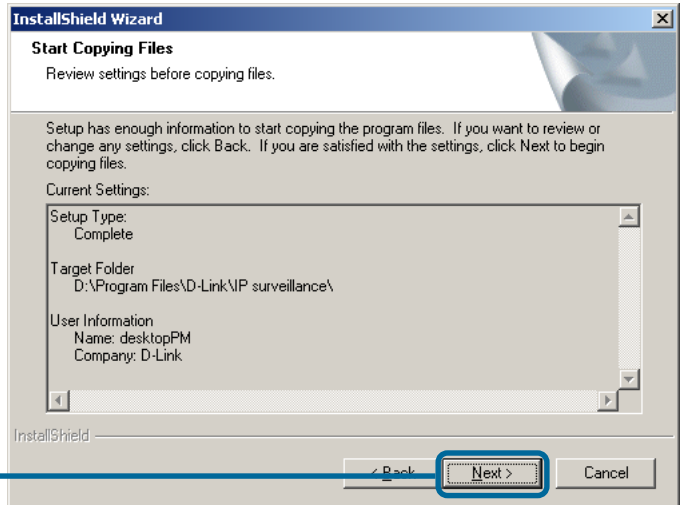 InstallShield Wizard
Start Copying Files
Review settings before copying files.
Setup has enough information to start copying the program files. If you want to review or
change any settings, click Back. If you are satisfied with the settings, click Next to begin
copying files.
Current Settings:
Setup Type:
Complete
Target Folder
D:\Program Files\D-Link\IP surveillance\
User Information
Name: desktopPM
Company: D-Link
InstallShield
< Back
Next >
Cancel